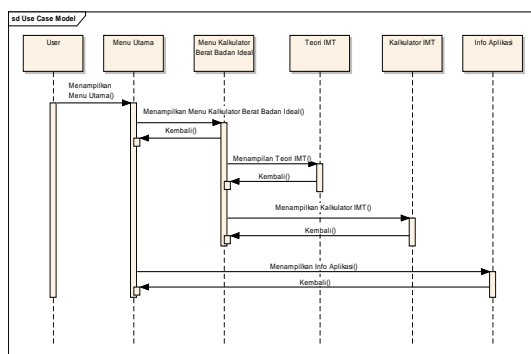 sd Use Case Model
User
Menu Utama
Menu Kalkulator
Berat Badan Ideal
Teori IMT
Kalkulator IMT
Info Aplikasi
Menampilkan
Menu Utama()
Menampilkan Menu Kalkulator Berat Badan Ideal()
Kembali()
Menampilan Teori IMT()
Kembali()
Menampilkan Kalkulator IMT()
Kembali()
Menampilkan Info Aplikasi()
Kembali()